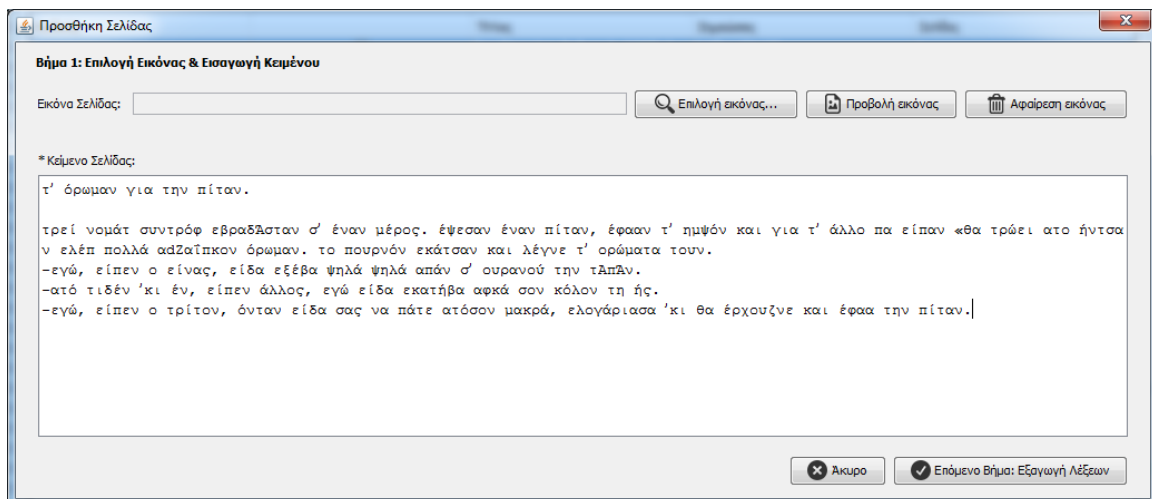 Προσθήκη Σελίδας
Βήμα 1: Επιλογή Εικόνας & Εισαγωγή Κειμένου
Εικόνα Σελίδας:
Επιλογή εικόνας...
Προβολή εικόνας
Αφαίρεση εικόνας
* Κείμενο Σελίδας:
τ' όρωμαν για την πίταν.
τρεί νομάτ συντρόφ εβραδΆσταν σ' έναν μέρος. έψεσαν έναν πίταν, έφααν τ' ημψόν και για τ' άλλο πα είπαν «θα τρώει ατο ήντσα
ν ελέπ πολλά αdZαΐπκον όρωμαν. το πουρνόν εκάτσαν και λέγνε τ' ορώματα τουν.
-εγώ, είπεν ο είνας, είδα εξέβα ψηλά ψηλά απάν σ' ουρανού την τΑπΆν.
-ατό τιδέν 'κι έν, είπεν άλλος, εγώ είδα εκατήβα αφκά σον κόλον τη ής.
-εγώ, είπεν ο τρίτον, όνταν είδα σας να πάτε ατόσον μακρά, ελογάριασα 'κι θα έρχουζνε και έφαα την πίταν.
Άκυρο
Επόμενο Βήμα: Εξαγωγή Λέξεων